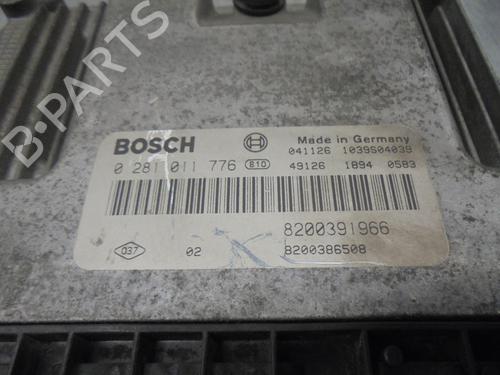 B-PARTS
BOSCH
Made in Germany
041126 1039S04039
0 281 011 776 810 49126 1894 0583
8200391966
037 02 8200386508